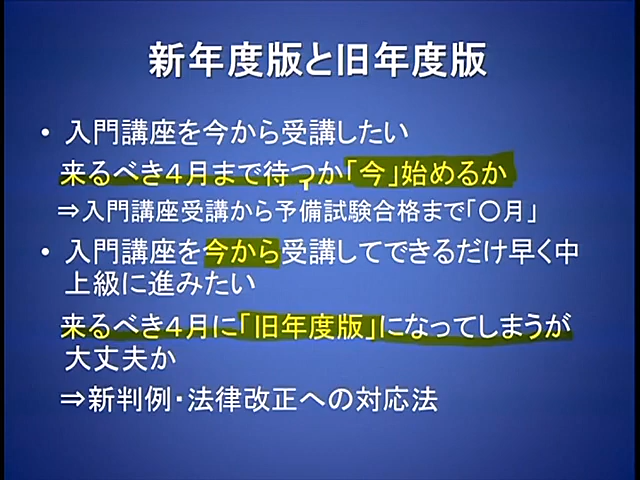 新年度版と旧年度版
• 入門講座を今から受講したい
来るべき４月まで待つか「今」始めるか
⇒入門講座受講から予備試験合格まで「〇月」
• 入門講座を今から受講してできるだけ早く中
上級に進みたい
来るべき４月に「旧年度版」になってしまうが
大丈夫か
⇒新判例・法律改正への対応法